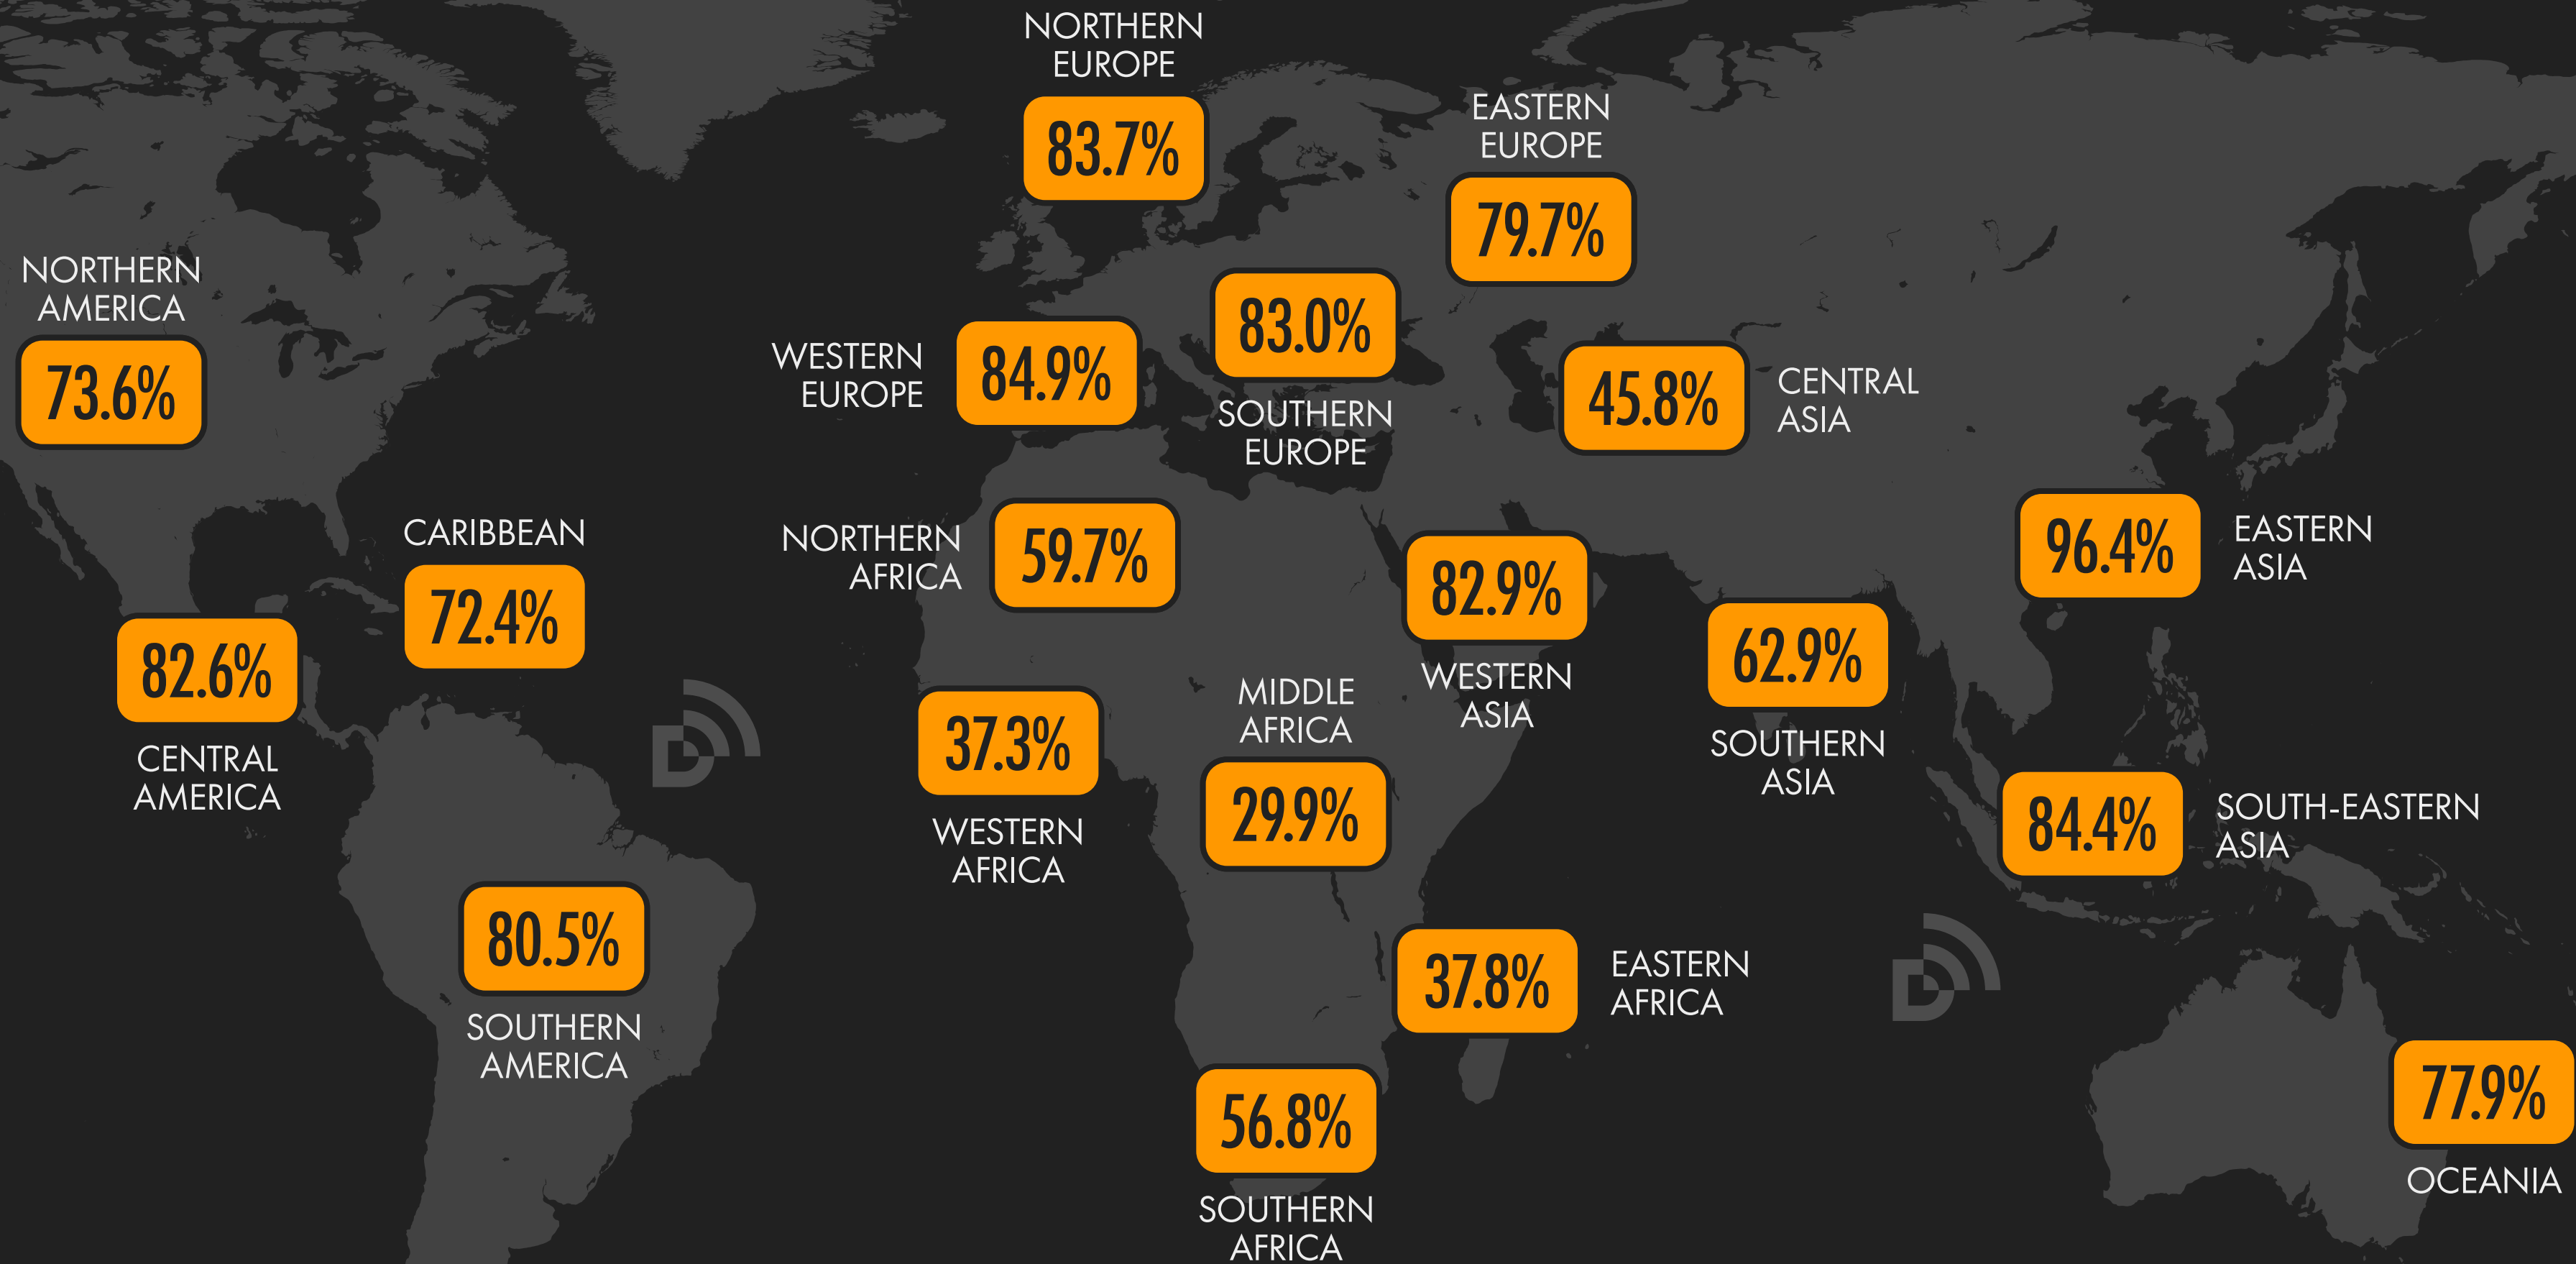 NORTHERN
EUROPE
83.7%
EASTERN
EUROPE
79.7%
NORTHERN
AMERICA
73.6%
WESTERN
EUROPE
84.9%
83.0%
SOUTHERN
EUROPE
45.8%
CENTRAL
ASIA
CARIBBEAN
72.4%
NORTHERN
AFRICA
59.7%
82.9%
WESTERN
ASIA
96.4%
EASTERN
ASIA
82.6%
CENTRAL
AMERICA
62.9%
SOUTHERN
ASIA
37.3%
WESTERN
AFRICA
MIDDLE
AFRICA
29.9%
84.4%
SOUTH-EASTERN
ASIA
80.5%
SOUTHERN
AMERICA
37.8%
EASTERN
AFRICA
56.8%
SOUTHERN
AFRICA
77.9%
OCEANIA